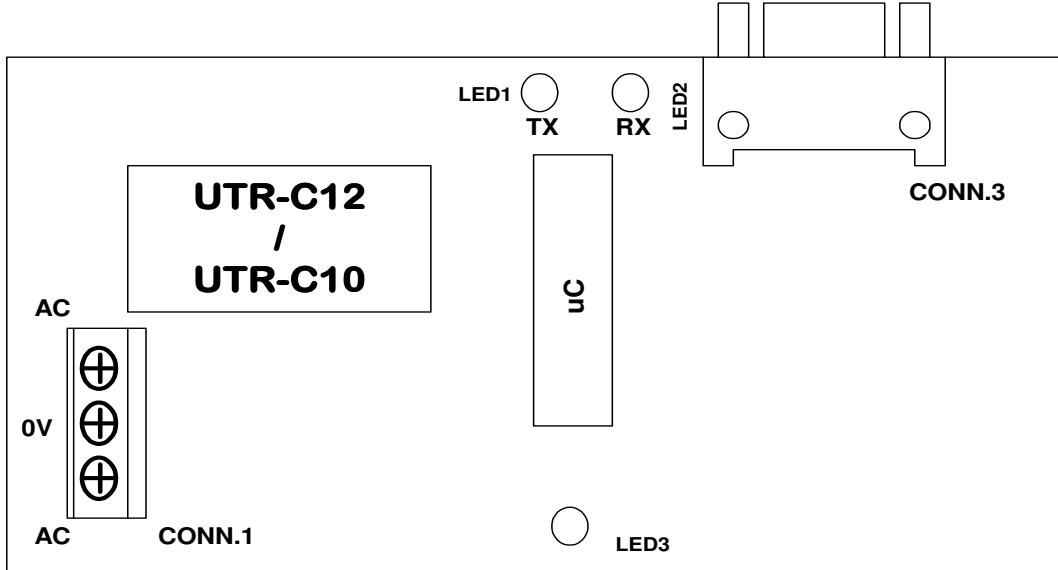 LED1
TX
RX
LED2
CONN.3
UTR-C12
/
UTR-C10
uC
AC
0V
AC
CONN.1
LED3